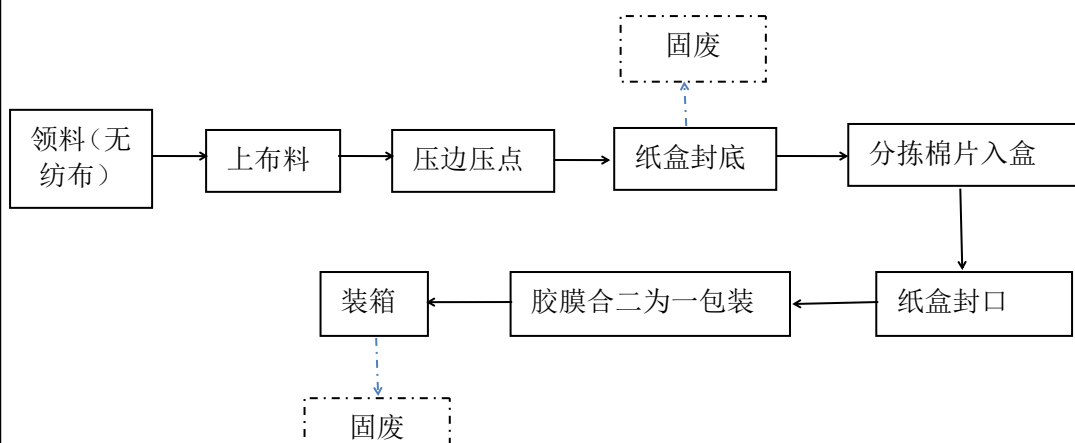 固废
领料（无
纺布）
上布料
压边压点
纸盒封底
分拣棉片入盒
装箱
胶膜合二为一包装
纸盒封口
固废